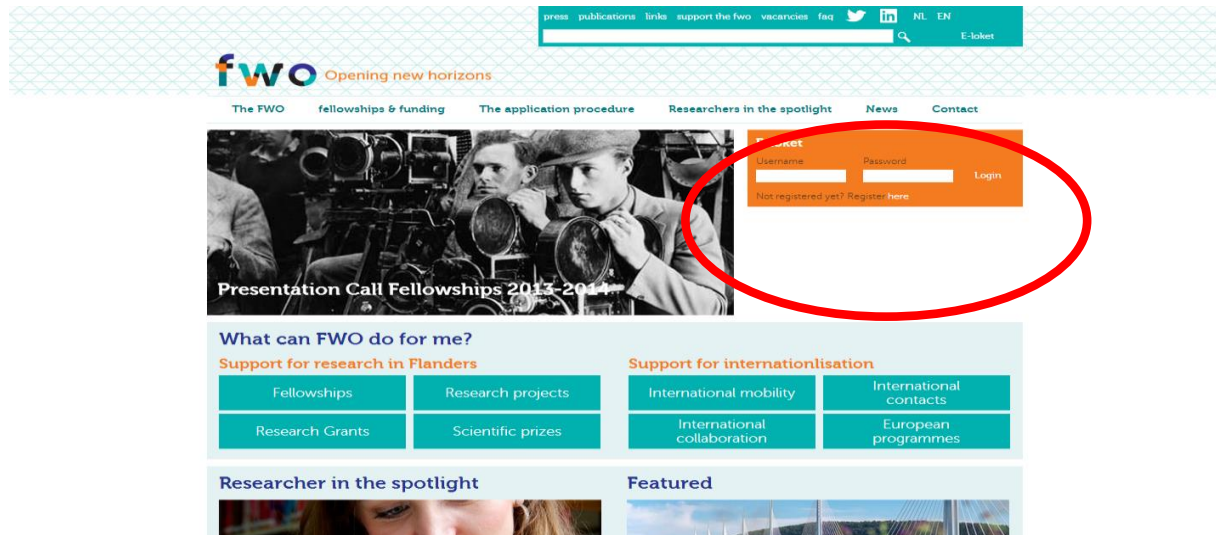 press publications links support the fwo vacancies faq in NL EN
E-loket
fwo Opening new horizons
The FWO fellowships & funding The application procedure Researchers in the spotlight News Contact
E-loket
Username Password
Login
Not registered yet? Register here
Presentation Call Fellowships 2013-2014
What can FWO do for me?
Support for research in Flanders
Fellowships Research projects
Research Grants Scientific prizes
Support for internationlisation
International mobility
International
contacts
International
collaboration
European
programmes
Researcher in the spotlight
Featured